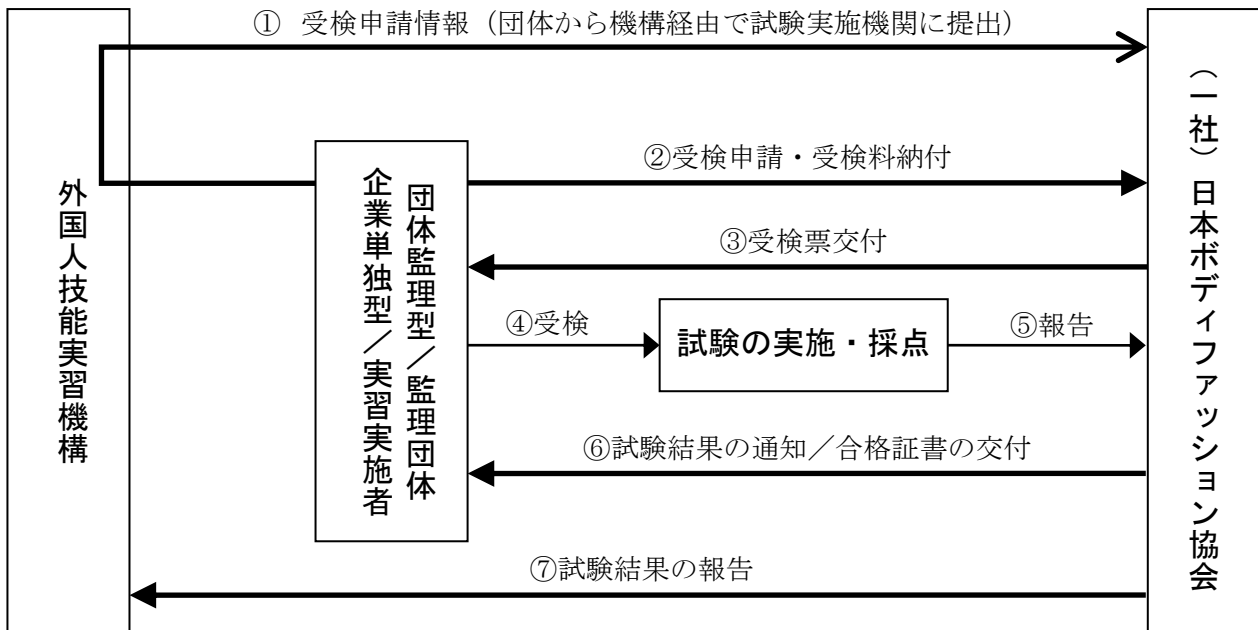 ① 受検申請情報（団体から機構経由で試験実施機関に提出）
外国人技能実習機構
団体監理型／監理団体
企業単独型／実習実施者
②受検申請・受検料納付
③受検票交付
④受検
試験の実施・採点
⑤報告
⑥試験結果の通知／合格証書の交付
⑦試験結果の報告
（一社）日本ボディファッション協会